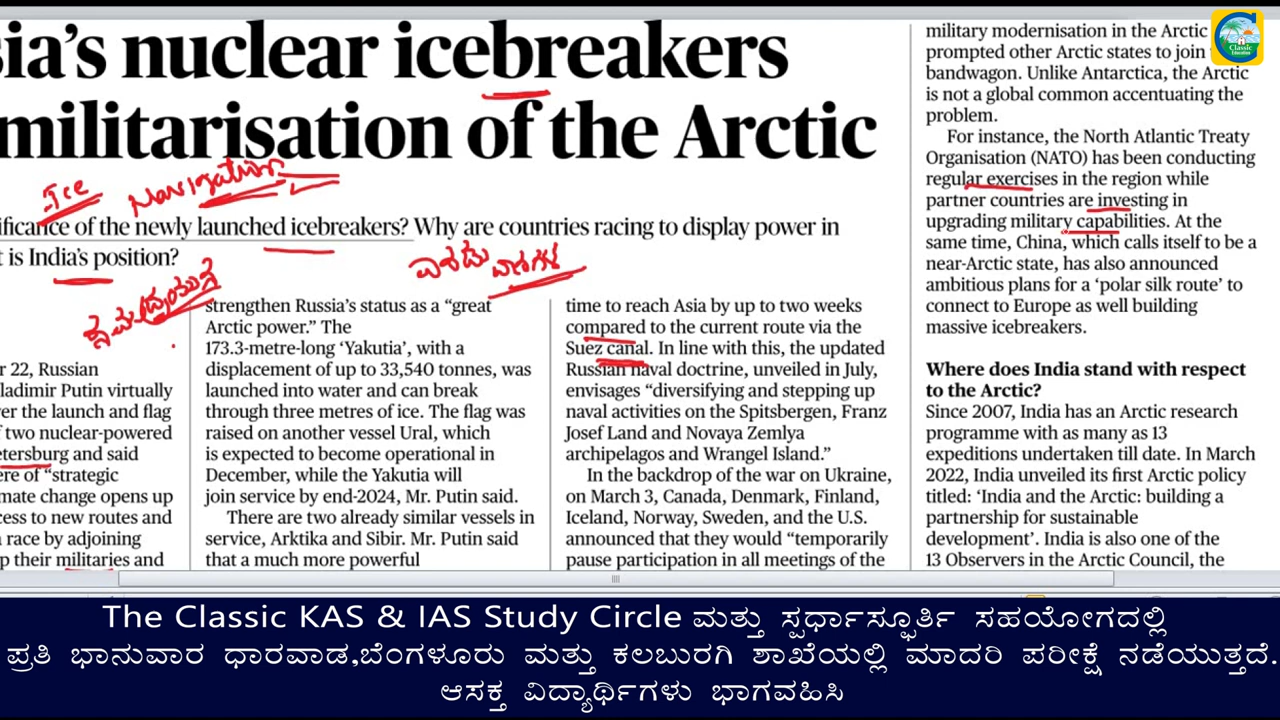 sia's nuclear icebreakers
militarisation of the Arctic
Ice Navigation
ificance of the newly launched icebreakers? Why are countries racing to display power in
t is India's position?
r 22, Russian
ladimir Putin virtually
er the launch and flag
f two nuclear-powered
etersburg and said
ere of “strategic
mate change opens up
cess to new routes and
race by adjoining
p their militaries and
strengthen Russia's status as a “great
Arctic power.” The
173.3-metre-long ‘Yakutia’, with a
displacement of up to 33,540 tonnes, was
launched into water and can break
through three metres of ice. The flag was
raised on another vessel Ural, which
is expected to become operational in
December, while the Yakutia will
join service by end-2024, Mr. Putin said.
There are two already similar vessels in
service, Arktika and Sibir. Mr. Putin said
that a much more powerful
time to reach Asia by up to two weeks
compared to the current route via the
Suez canal. In line with this, the updated
Russian naval doctrine, unveiled in July,
envisages “diversifying and stepping up
naval activities on the Spitsbergen, Franz
Josef Land and Novaya Zemlya
archipelagos and Wrangel Island.”
In the backdrop of the war on Ukraine,
on March 3, Canada, Denmark, Finland,
Iceland, Norway, Sweden, and the U.S.
announced that they would “temporarily
pause participation in all meetings of the
military modernisation in the Arctic
prompted other Arctic states to join
bandwagon. Unlike Antarctica, the Arctic
is not a global common accentuating the
problem.
For instance, the North Atlantic Treaty
Organisation (NATO) has been conducting
regular exercises in the region while
partner countries are investing in
upgrading military capabilities. At the
same time, China, which calls itself to be a
near-Arctic state, has also announced
ambitious plans for a ‘polar silk route’ to
connect to Europe as well building
massive icebreakers.
Where does India stand with respect
to the Arctic?
Since 2007, India has an Arctic research
programme with as many as 13
expeditions undertaken till date. In March
2022, India unveiled its first Arctic policy
titled: ‘India and the Arctic: building a
partnership for sustainable
development’. India is also one of the
13 Observers in the Arctic Council, the
Classic
Education
The Classic KAS & IAS Study Circle ಮತ್ತು ಸ್ಪರ್ಧಾಸ್ಫೂರ್ತಿ ಸಹಯೋಗದಲ್ಲಿ
ಪ್ರತಿ ಭಾನುವಾರ ಧಾರವಾಡ,ಬೆಂಗಳೂರು ಮತ್ತು ಕಲಬುರಗಿ ಶಾಖೆಯಲ್ಲಿ ಮಾದರಿ ಪರೀಕ್ಷೆ ನಡೆಯುತ್ತದೆ.
ಆಸಕ್ತ ವಿದ್ಯಾರ್ಥಿಗಳು ಭಾಗವಹಿಸಿ